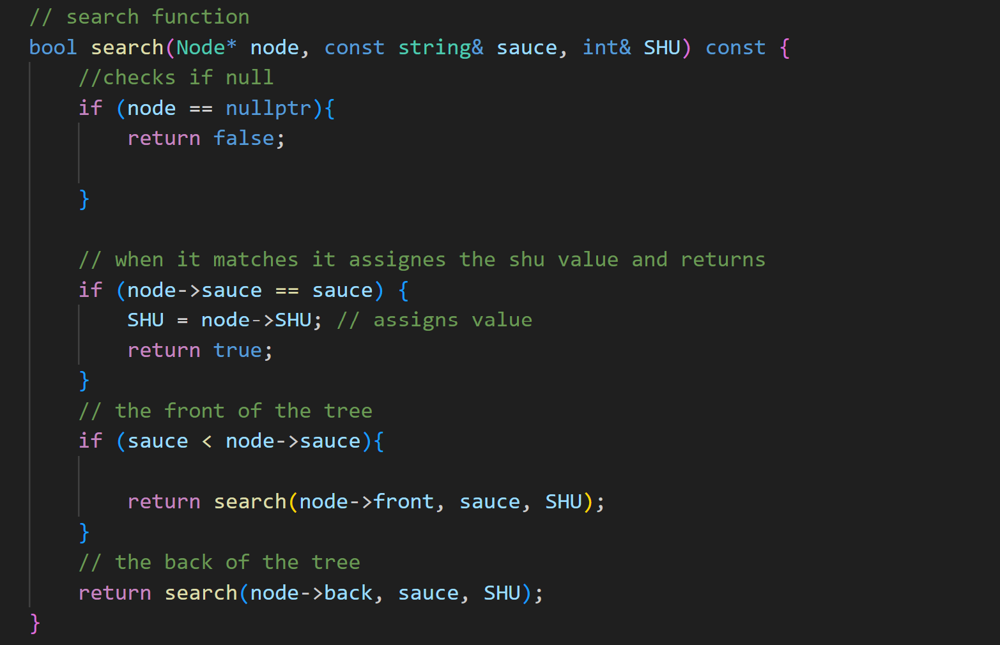 // search function
bool search(Node* node, const string& sauce, int& SHU) const {
    //checks if null
    if (node == nullptr){
        return false;

    }

    // when it matches it assignes the shu value and returns
    if (node->sauce == sauce) {
        SHU = node->SHU; // assigns value
        return true;
    }
    // the front of the tree
    if (sauce < node->sauce){

        return search(node->front, sauce, SHU);
    }
    // the back of the tree
    return search(node->back, sauce, SHU);
}